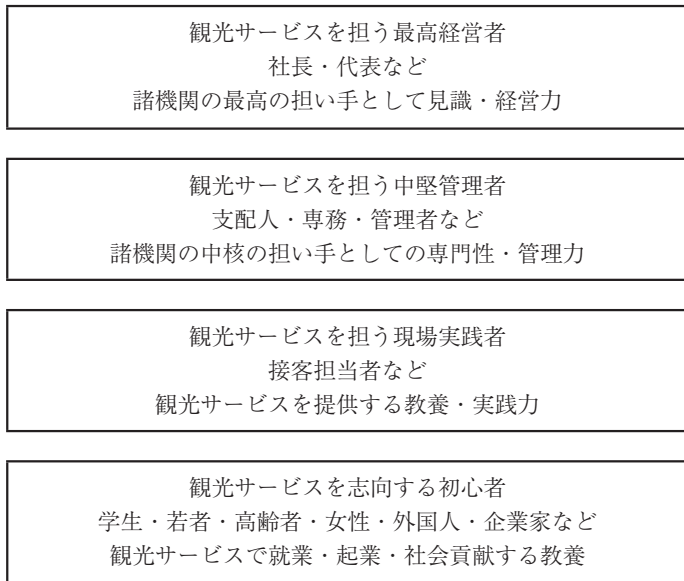 観光サービスを担う最高経営者
社長・代表など
諸機関の最高の担い手として見識・経営力
観光サービスを担う中堅管理者
支配人・専務・管理者など
諸機関の中核の担い手としての専門性・管理力
観光サービスを担う現場実践者
接客担当者など
観光サービスを提供する教養・実践力
観光サービスを志向する初心者
学生・若者・高齢者・女性・外国人・企業家など
観光サービスで就業・起業・社会貢献する教養